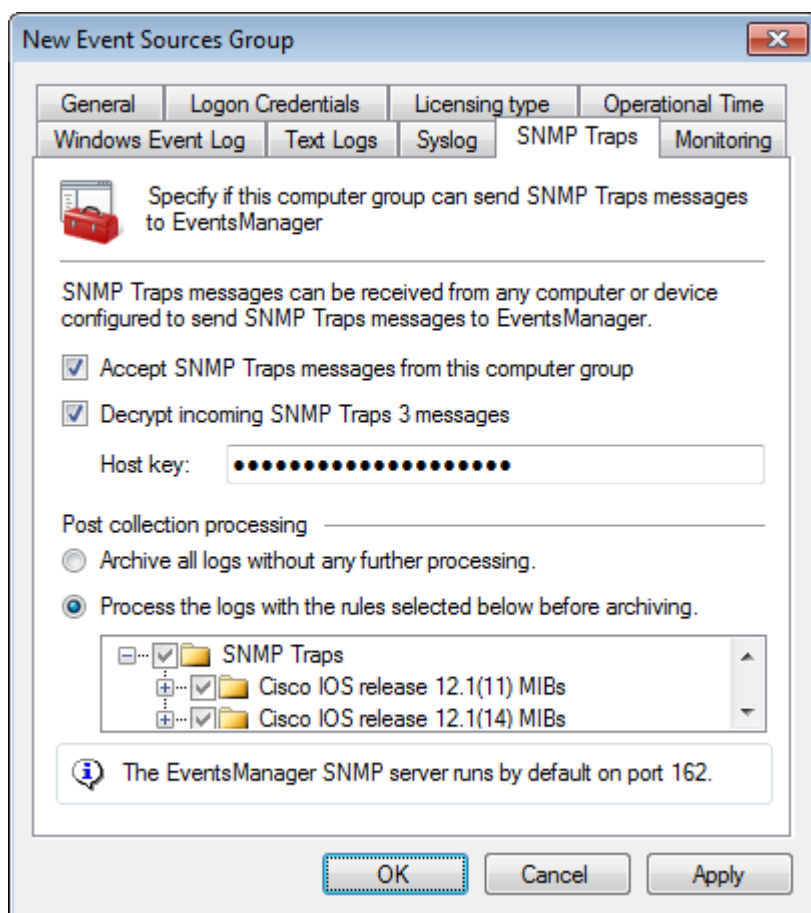 New Event Sources Group
General
Logon Credentials
Licensing type
Operational Time
Windows Event Log
Text Logs
Syslog
SNMP Traps
Monitoring
Specify if this computer group can send SNMP Traps messages
to EventsManager
SNMP Traps messages can be received from any computer or device
configured to send SNMP Traps messages to EventsManager.
Accept SNMP Traps messages from this computer group
Decrypt incoming SNMP Traps 3 messages
Host key: ●●●●●●●●●●●●●●●●●●●●
Post collection processing
Archive all logs without any further processing.
Process the logs with the rules selected below before archiving.
SNMP Traps
Cisco IOS release 12.1(11) MIBs
Cisco IOS release 12.1(14) MIBs
The EventsManager SNMP server runs by default on port 162.
OK
Cancel
Apply